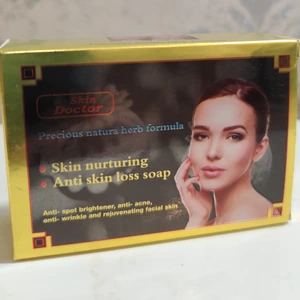 Skin
Doctor
Precious natura herb formula
Skin nurturing
Anti skin loss soap
Anti- spot brightener, anti- acne,
anti- wrinkle and rejuvenating facial skin